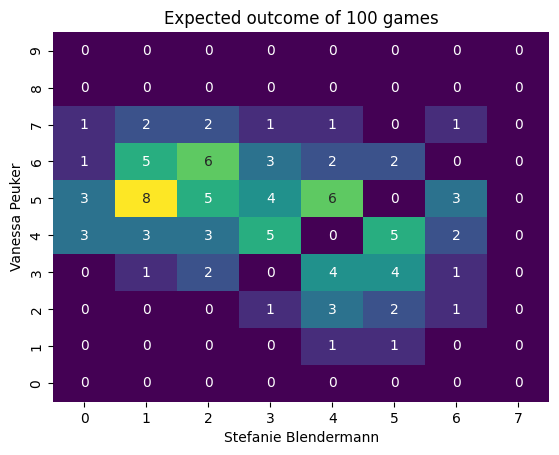 Expected outcome of 100 games
Vanessa Peuker
9 0 0 0 0 0 0 0 0
8 0 0 0 0 0 0 0 0
7 1 2 2 1 1 0 1 0
6 1 5 6 3 2 2 0 0
5 3 8 5 4 6 0 3 0
4 3 3 3 5 0 5 2 0
3 0 1 2 0 4 4 1 0
2 0 0 0 1 3 2 1 0
1 0 0 0 0 1 1 0 0
0 0 0 0 0 0 0 0 0
0 1 2 3 4 5 6 7
Stefanie Blendermann